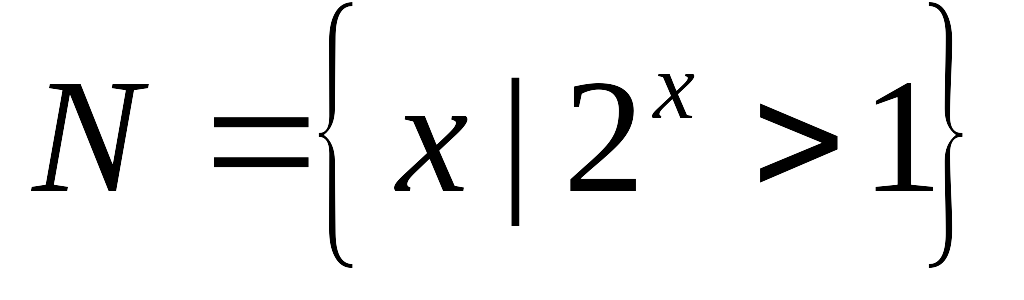 N = { x | 2^x > 1 }